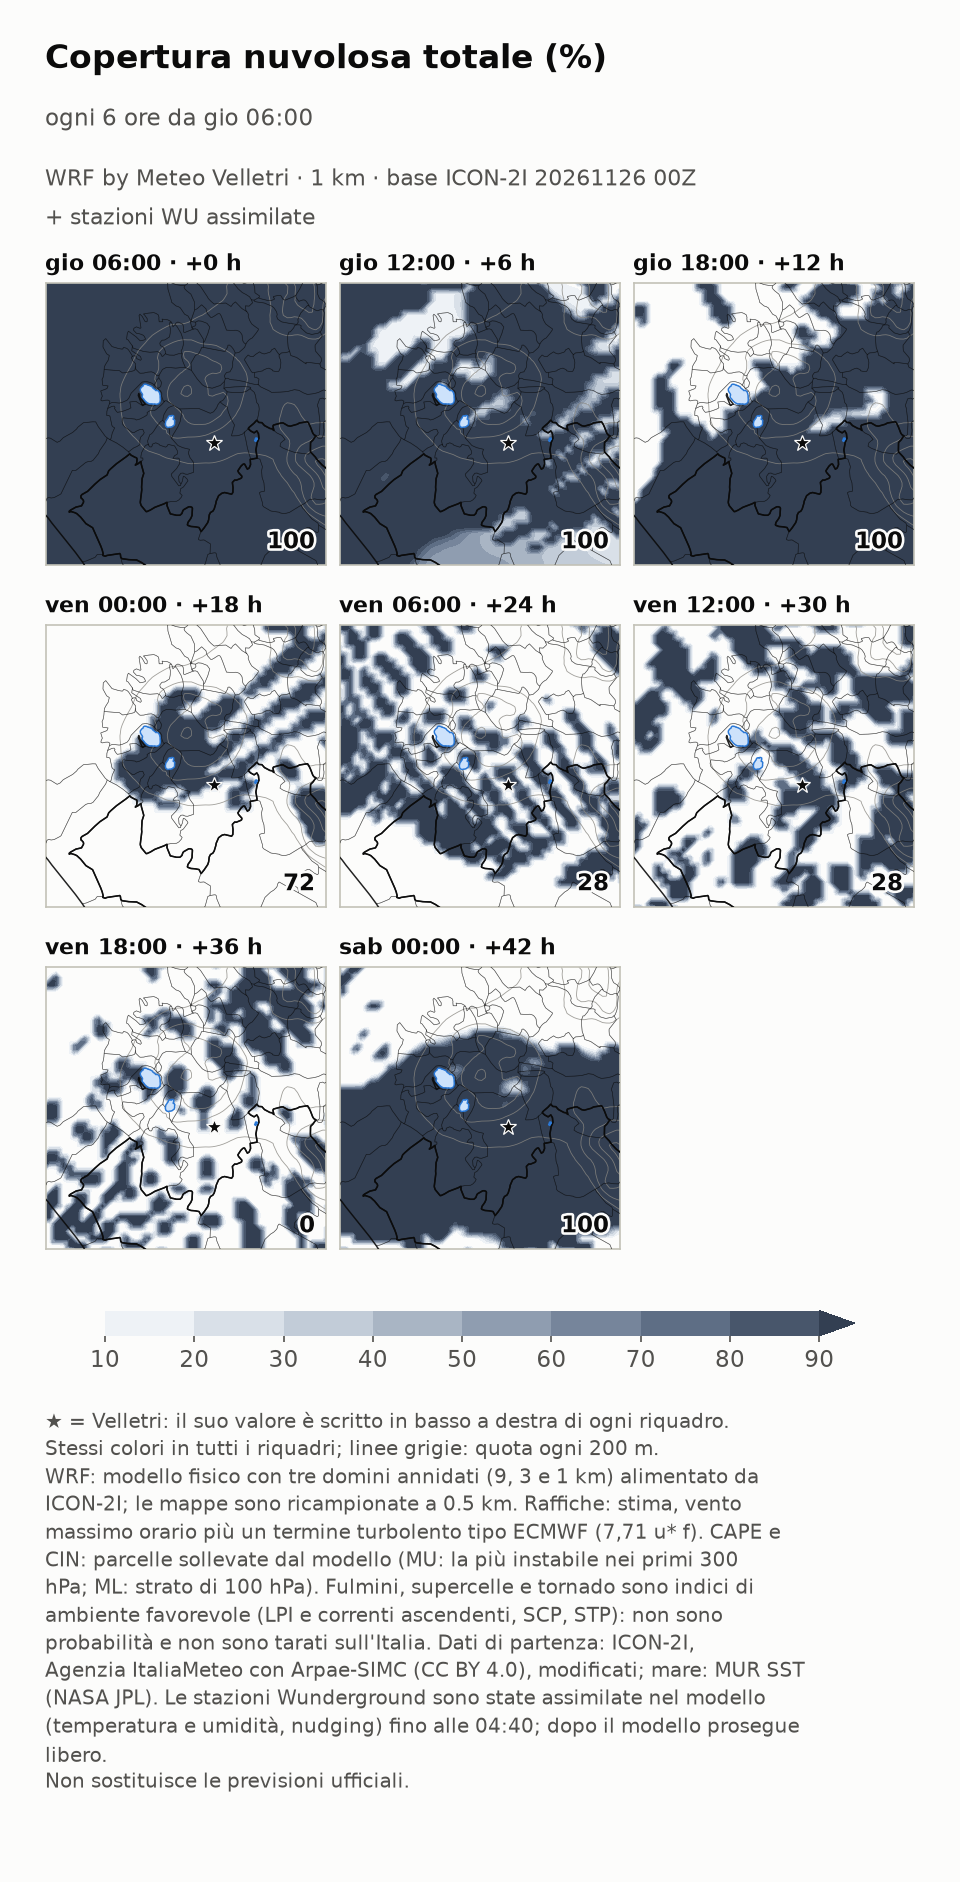 Copertura nuvolosa totale (%)
ogni 6 ore da gio 06:00
WRF by Meteo Velletri · 1 km · base ICON-2I 20261126 00Z
+ stazioni WU assimilate
gio 06:00 · +0 h
gio 12:00 · +6 h
gio 18:00 · +12 h
100
100
100
ven 00:00 · +18 h
ven 06:00 · +24 h
ven 12:00 · +30 h
72
28
28
ven 18:00 · +36 h
sab 00:00 · +42 h
0
100
10 20 30 40 50 60 70 80 90
★ = Velletri: il suo valore è scritto in basso a destra di ogni riquadro.
Stessi colori in tutti i riquadri; linee grigie: quota ogni 200 m.
WRF: modello fisico con tre domini annidati (9, 3 e 1 km) alimentato da
ICON-2I; le mappe sono ricampionate a 0.5 km. Raffiche: stima, vento
massimo orario più un termine turbolento tipo ECMWF (7,71 u* f). CAPE e
CIN: parcelle sollevate dal modello (MU: la più instabile nei primi 300
hPa; ML: strato di 100 hPa). Fulmini, supercelle e tornado sono indici di
ambiente favorevole (LPI e correnti ascendenti, SCP, STP): non sono
probabilità e non sono tarati sull'Italia. Dati di partenza: ICON-2I,
Agenzia ItaliaMeteo con Arpae-SIMC (CC BY 4.0), modificati; mare: MUR SST
(NASA JPL). Le stazioni Wunderground sono state assimilate nel modello
(temperatura e umidità, nudging) fino alle 04:40; dopo il modello prosegue
libero.
Non sostituisce le previsioni ufficiali.